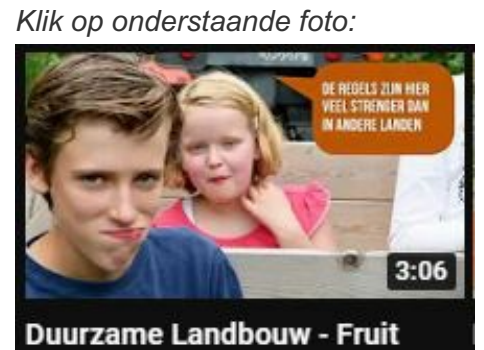 Klik op onderstaande foto:
DE REGELS ZIJN HIER
VEEL STRENGER DAN
IN ANDERE LANDEN
3:06
Duurzame Landbouw - Fruit